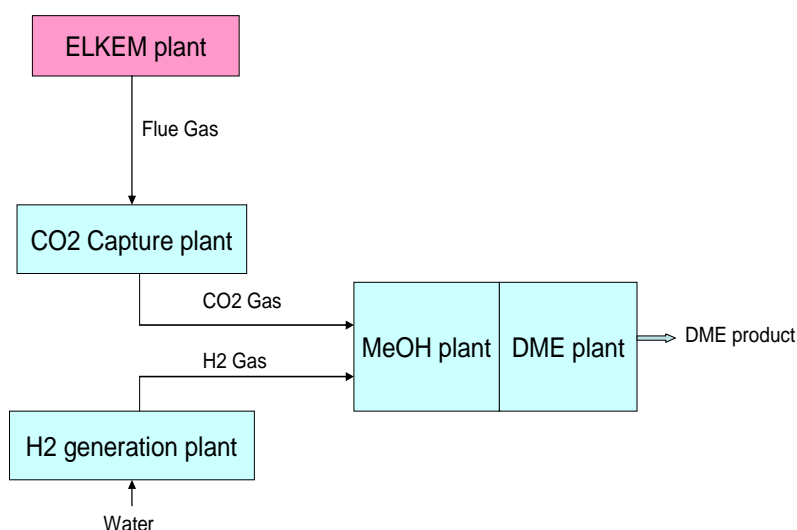 ELKEM plant
Flue Gas
CO2 Capture plant
CO2 Gas
MeOH plant
DME plant
DME product
H2 Gas
H2 generation plant
Water